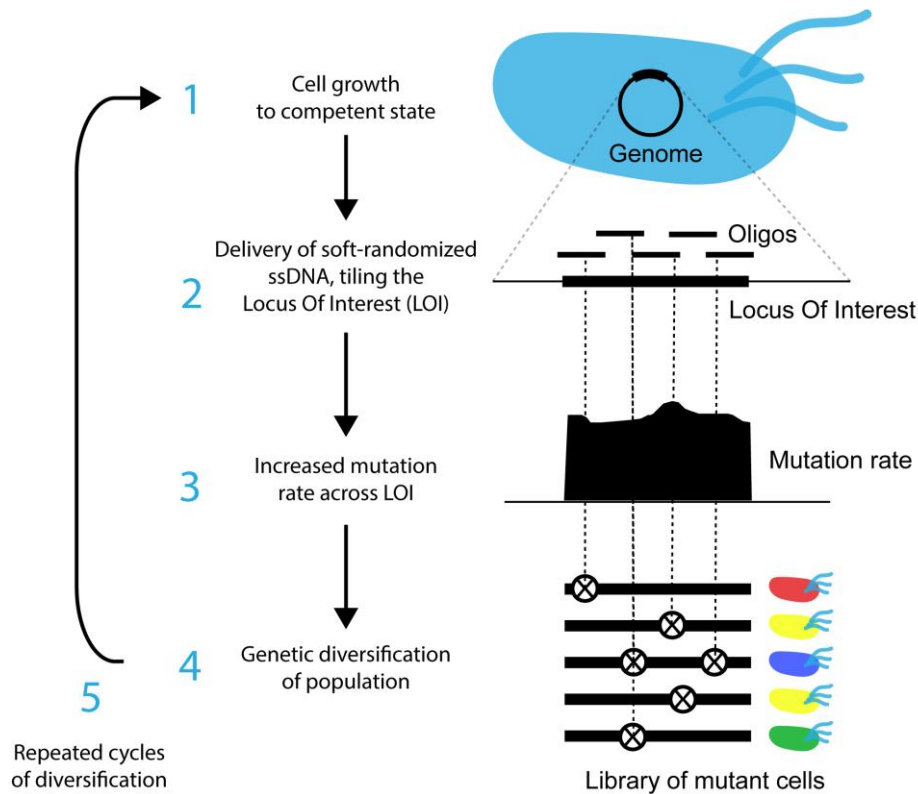 1
Cell growth
to competent state
Genome
2
Delivery of soft-randomized
ssDNA, tiling the
Locus Of Interest (LOI)
Oligos
Locus Of Interest
3
Increased mutation
rate across LOI
Mutation rate
4
Genetic diversification
of population
5
Repeated cycles
of diversification
Library of mutant cells